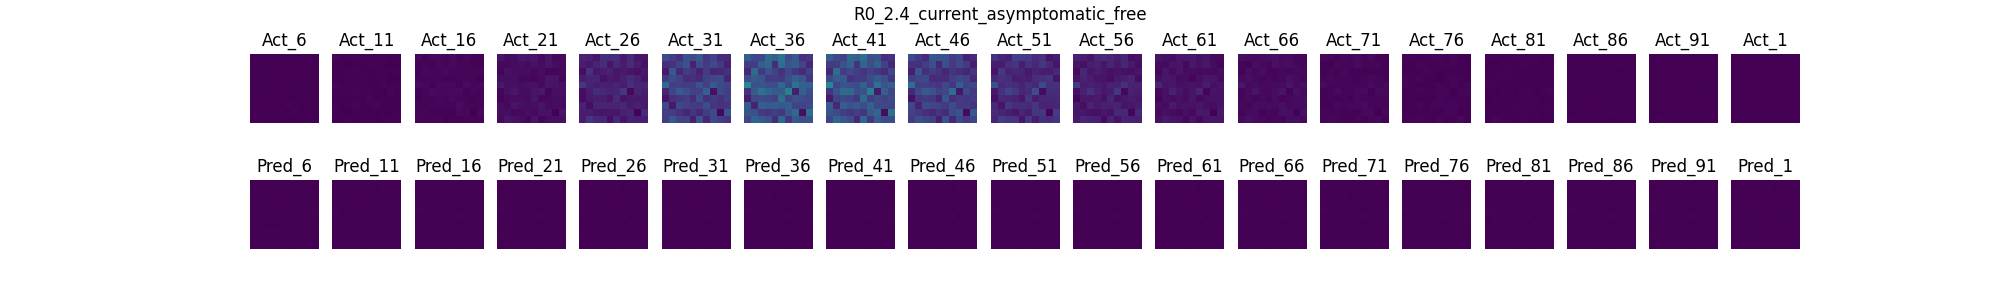 R0_2.4_current_asymptomatic_free
Act_6 Act_11 Act_16 Act_21 Act_26 Act_31 Act_36 Act_41 Act_46 Act_51 Act_56 Act_61 Act_66 Act_71 Act_76 Act_81 Act_86 Act_91 Act_1
Pred_6 Pred_11 Pred_16 Pred_21 Pred_26 Pred_31 Pred_36 Pred_41 Pred_46 Pred_51 Pred_56 Pred_61 Pred_66 Pred_71 Pred_76 Pred_81 Pred_86 Pred_91 Pred_1